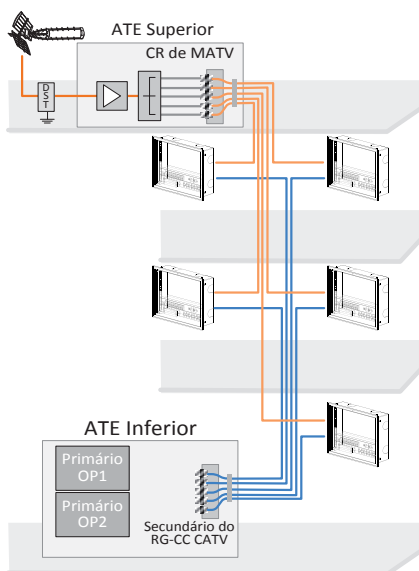 ATE Superior
CR de MATV
D
S
T
ATE Inferior
Primário
OP1
Primário
OP2
Secundário do
RG-CC CATV